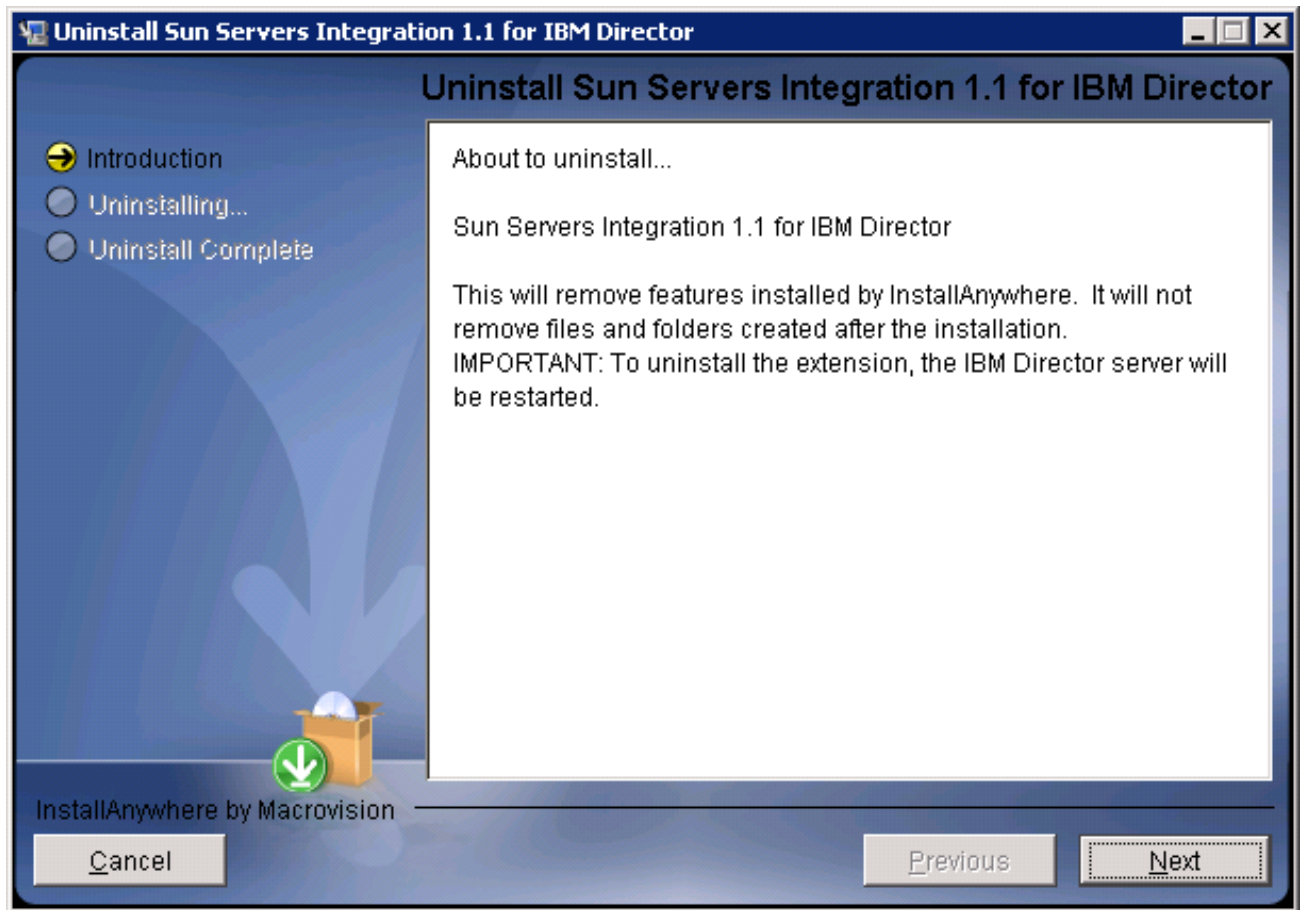 Uninstall Sun Servers Integration 1.1 for IBM Director
Uninstall Sun Servers Integration 1.1 for IBM Director
Introduction
Uninstalling...
Uninstall Complete
About to uninstall...
Sun Servers Integration 1.1 for IBM Director
This will remove features installed by InstallAnywhere.  It will not
remove files and folders created after the installation.
IMPORTANT: To uninstall the extension, the IBM Director server will
be restarted.
InstallAnywhere by Macrovision
Cancel
Previous
Next